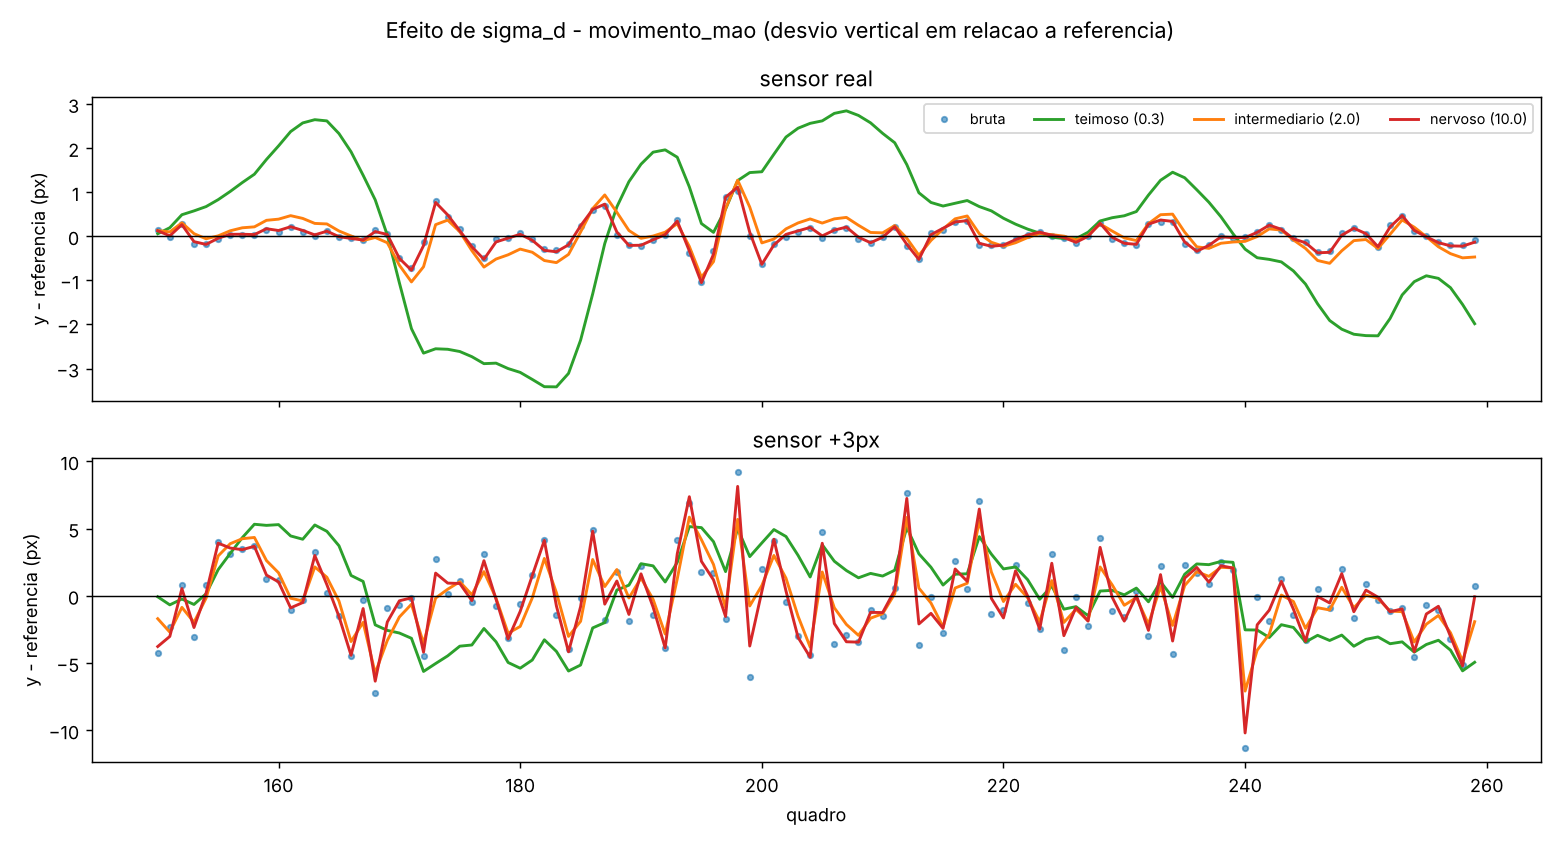 Efeito de sigma_d - movimento_mao (desvio vertical em relacao a referencia)
sensor real
bruta teimoso (0.3) intermediario (2.0) nervoso (10.0)
y - referencia (px)
3
2
1
0
−1
−2
−3
sensor +3px
y - referencia (px)
10
5
0
−5
−10
160 180 200 220 240 260
quadro